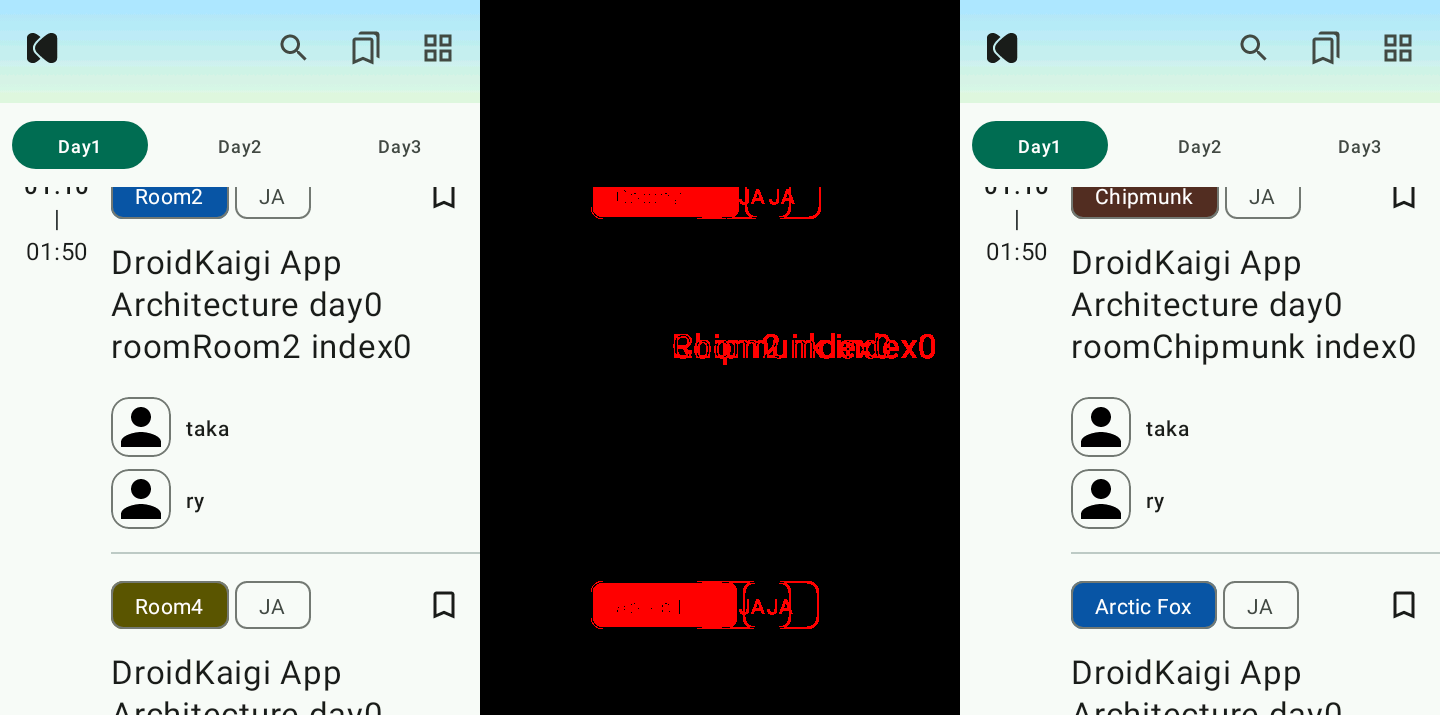 Day1 Day2 Day3
01:10
Room2 JA
|
01:50
DroidKaigi App
Architecture day0
roomRoom2 index0
taka
ry
Room4 JA
DroidKaigi App
Architecture day0
JA JA
Chipmunk index0
JA JA
Day1 Day2 Day3
01:10
Chipmunk JA
|
01:50
DroidKaigi App
Architecture day0
roomChipmunk index0
taka
ry
Arctic Fox JA
DroidKaigi App
Architecture day0